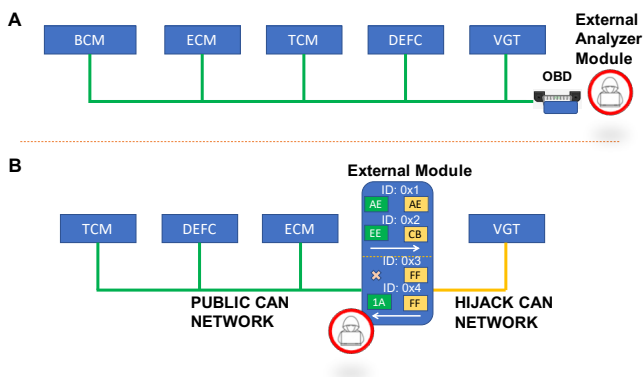 A
BCM
ECM
TCM
DEFC
VGT
OBD
External
Analyzer
Module
B
External Module
TCM
DEFC
ECM
ID: 0x1
AE AE
ID: 0x2
EE CB
ID: 0x3
FF
ID: 0x4
1A FF
VGT
PUBLIC CAN
NETWORK
HIJACK CAN
NETWORK